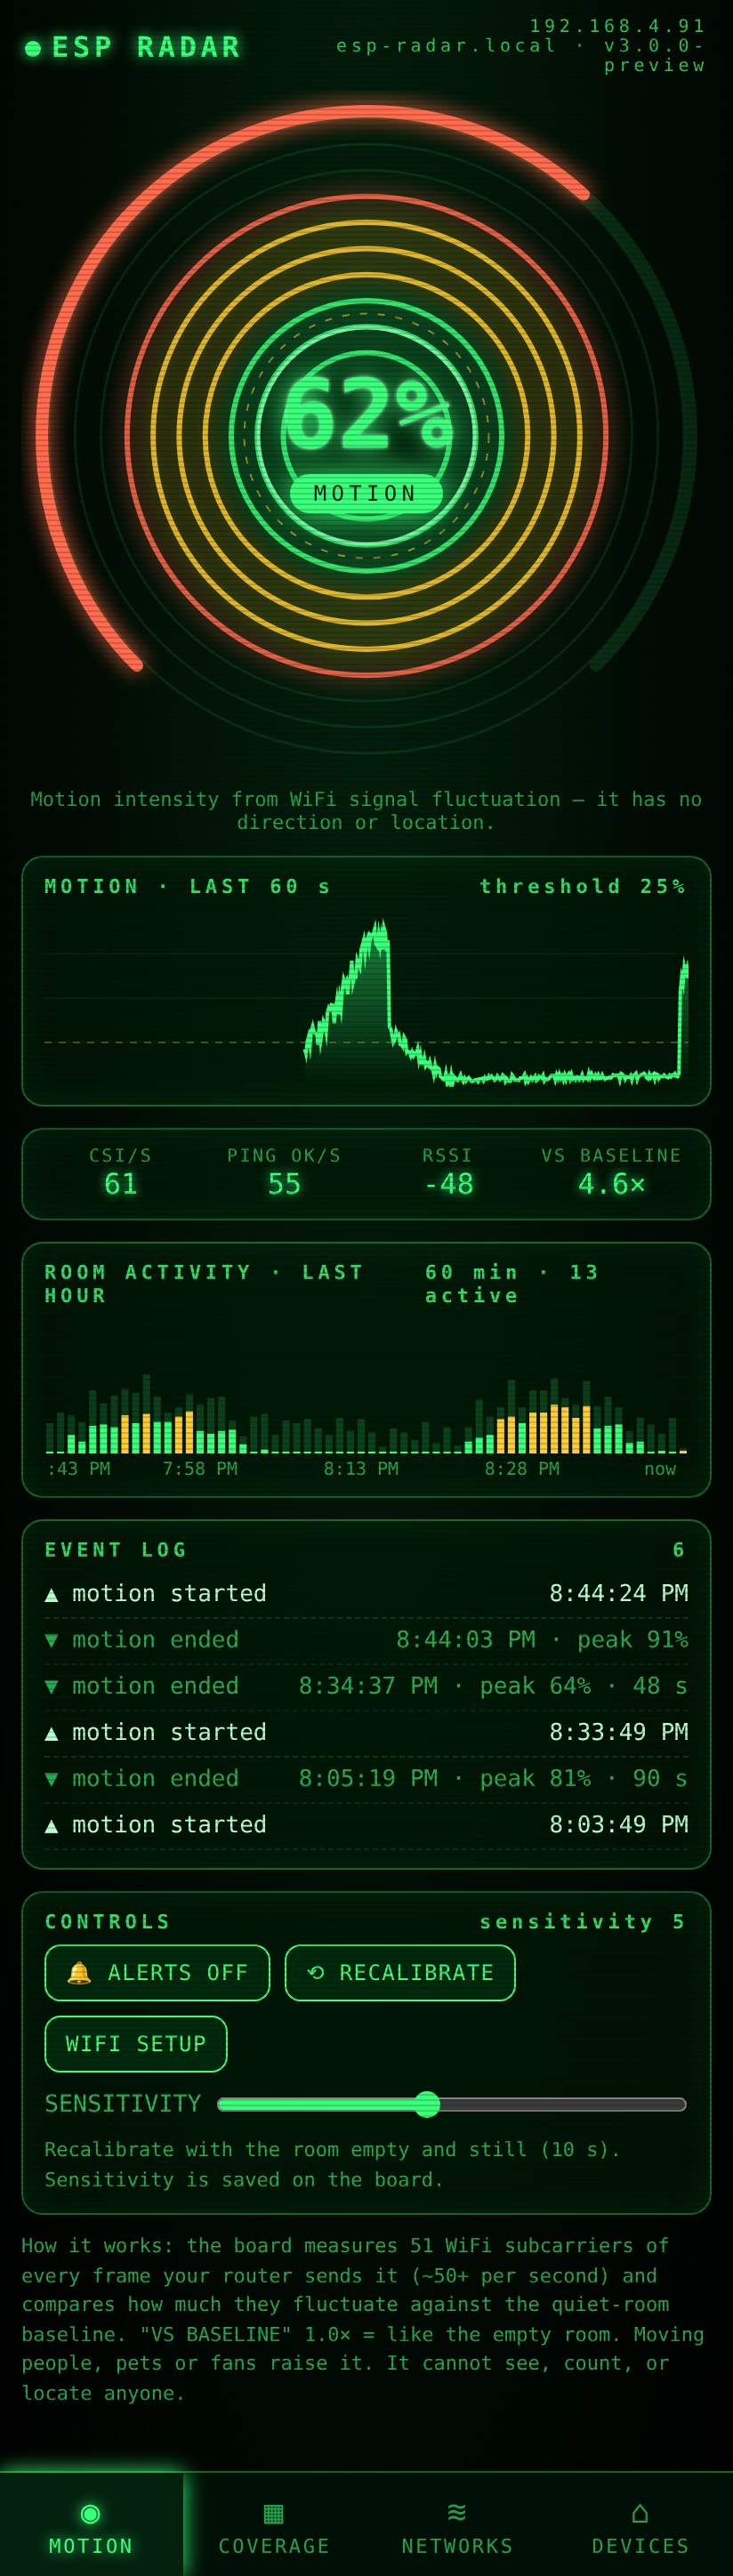 ESP RADAR
192.168.4.91
esp-radar.local · v3.0.0-
preview
62%
MOTION
Motion intensity from WiFi signal fluctuation — it has no
direction or location.
MOTION · LAST 60 s
threshold 25%
CSI/S
PING OK/S
RSSI
VS BASELINE
61
55
-48
4.6×
ROOM ACTIVITY · LAST
HOUR
60 min · 13
active
:43 PM
7:58 PM
8:13 PM
8:28 PM
now
EVENT LOG
6
▲ motion started 8:44:24 PM
▼ motion ended 8:44:03 PM · peak 91%
▼ motion ended 8:34:37 PM · peak 64% · 48 s
▲ motion started 8:33:49 PM
▼ motion ended 8:05:19 PM · peak 81% · 90 s
▲ motion started 8:03:49 PM
CONTROLS
sensitivity 5
🔔 ALERTS OFF
⟲ RECALIBRATE
WIFI SETUP
SENSITIVITY
Recalibrate with the room empty and still (10 s).
Sensitivity is saved on the board.
How it works: the board measures 51 WiFi subcarriers of
every frame your router sends it (~50+ per second) and
compares how much they fluctuate against the quiet-room
baseline. "VS BASELINE" 1.0× = like the empty room. Moving
people, pets or fans raise it. It cannot see, count, or
locate anyone.
MOTION
COVERAGE
NETWORKS
DEVICES